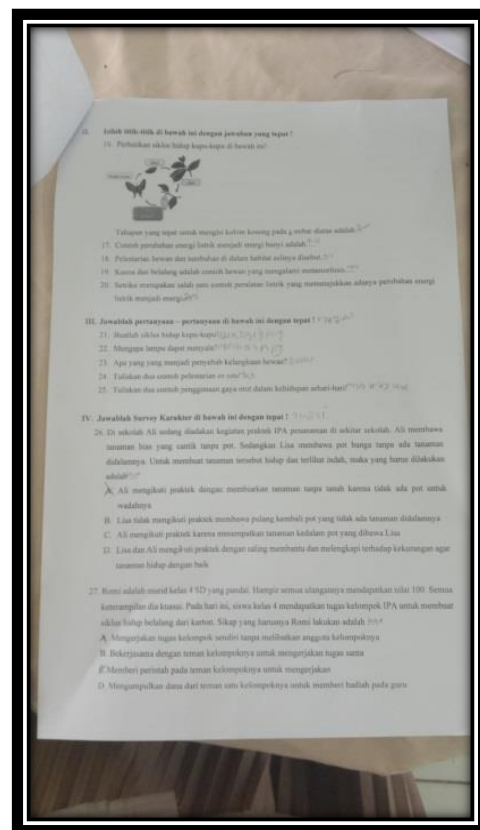 II. Isilah titik-titik di bawah ini dengan jawaban yang tepat !
16. Perhatikan siklus hidup kupu-kupu di bawah ini!
Tahapan yang tepat untuk mengisi kolom kosong pada gambar diatas adalah
17. Contoh perubahan energi listrik menjadi energi bunyi adalah
18. Pelestarian hewan dan tumbuhan di dalam habitat aslinya disebut
19. Kecoa dan belalang adalah contoh hewan yang mengalami metamorfosis
20. Setrika merupakan salah satu contoh peralatan listrik yang menunjukkan adanya perubahan energi
listrik menjadi energi
III. Jawablah pertanyaan – pertanyaan di bawah ini dengan tepat !
21. Buatlah siklus hidup kupu-kupu!
22. Mengapa lampu dapat menyala?
23. Apa yang yang menjadi penyebab kelangkaan hewan?
24. Tuliskan dua contoh pelestarian ex situ!
25. Tuliskan dua contoh penggunaan gaya otot dalam kehidupan sehari-hari!
IV. Jawablah Survey Karakter di bawah ini dengan tepat !
26. Di sekolah Ali sedang diadakan kegiatan praktek IPA penanaman di sekitar sekolah. Ali membawa
tanaman hias yang cantik tanpa pot. Sedangkan Lisa membawa pot bunga tanpa ada tanaman
didalamnya. Untuk membuat tanaman tersebut hidup dan terlihat indah, maka yang harus dilakukan
adalah
A. Ali mengikuti praktek dengan membiarkan tanaman tanpa tanah karena tidak ada pot untuk
wadahnya
B. Lisa tidak mengikuti praktek membawa pulang kembali pot yang tidak ada tanaman didalamnya
C. Ali mengikuti praktek karena menempatkan tanaman kedalam pot yang dibawa Lisa
D. Lisa dan Ali mengikuti praktek dengan saling membantu dan melengkapi terhadap kekurangan agar
tanaman hidup dengan baik
27. Romi adalah murid kelas 4 SD yang pandai. Hampir semua ulangannya mendapatkan nilai 100. Semua
keterampilan dia kuasai. Pada hari ini, siswa kelas 4 mendapatkan tugas kelompok IPA untuk membuat
siklus hidup belalang dari karton. Sikap yang harusnya Romi lakukan adalah
A. Mengerjakan tugas kelompok sendiri tanpa melibatkan anggota kelompoknya
B. Bekerjasama dengan teman kelompoknya untuk mengerjakan tugas sama
C. Memberi perintah pada teman kelompoknya untuk mengerjakan
D. Mengumpulkan dana dari teman satu kelompoknya untuk memberi hadiah pada guru